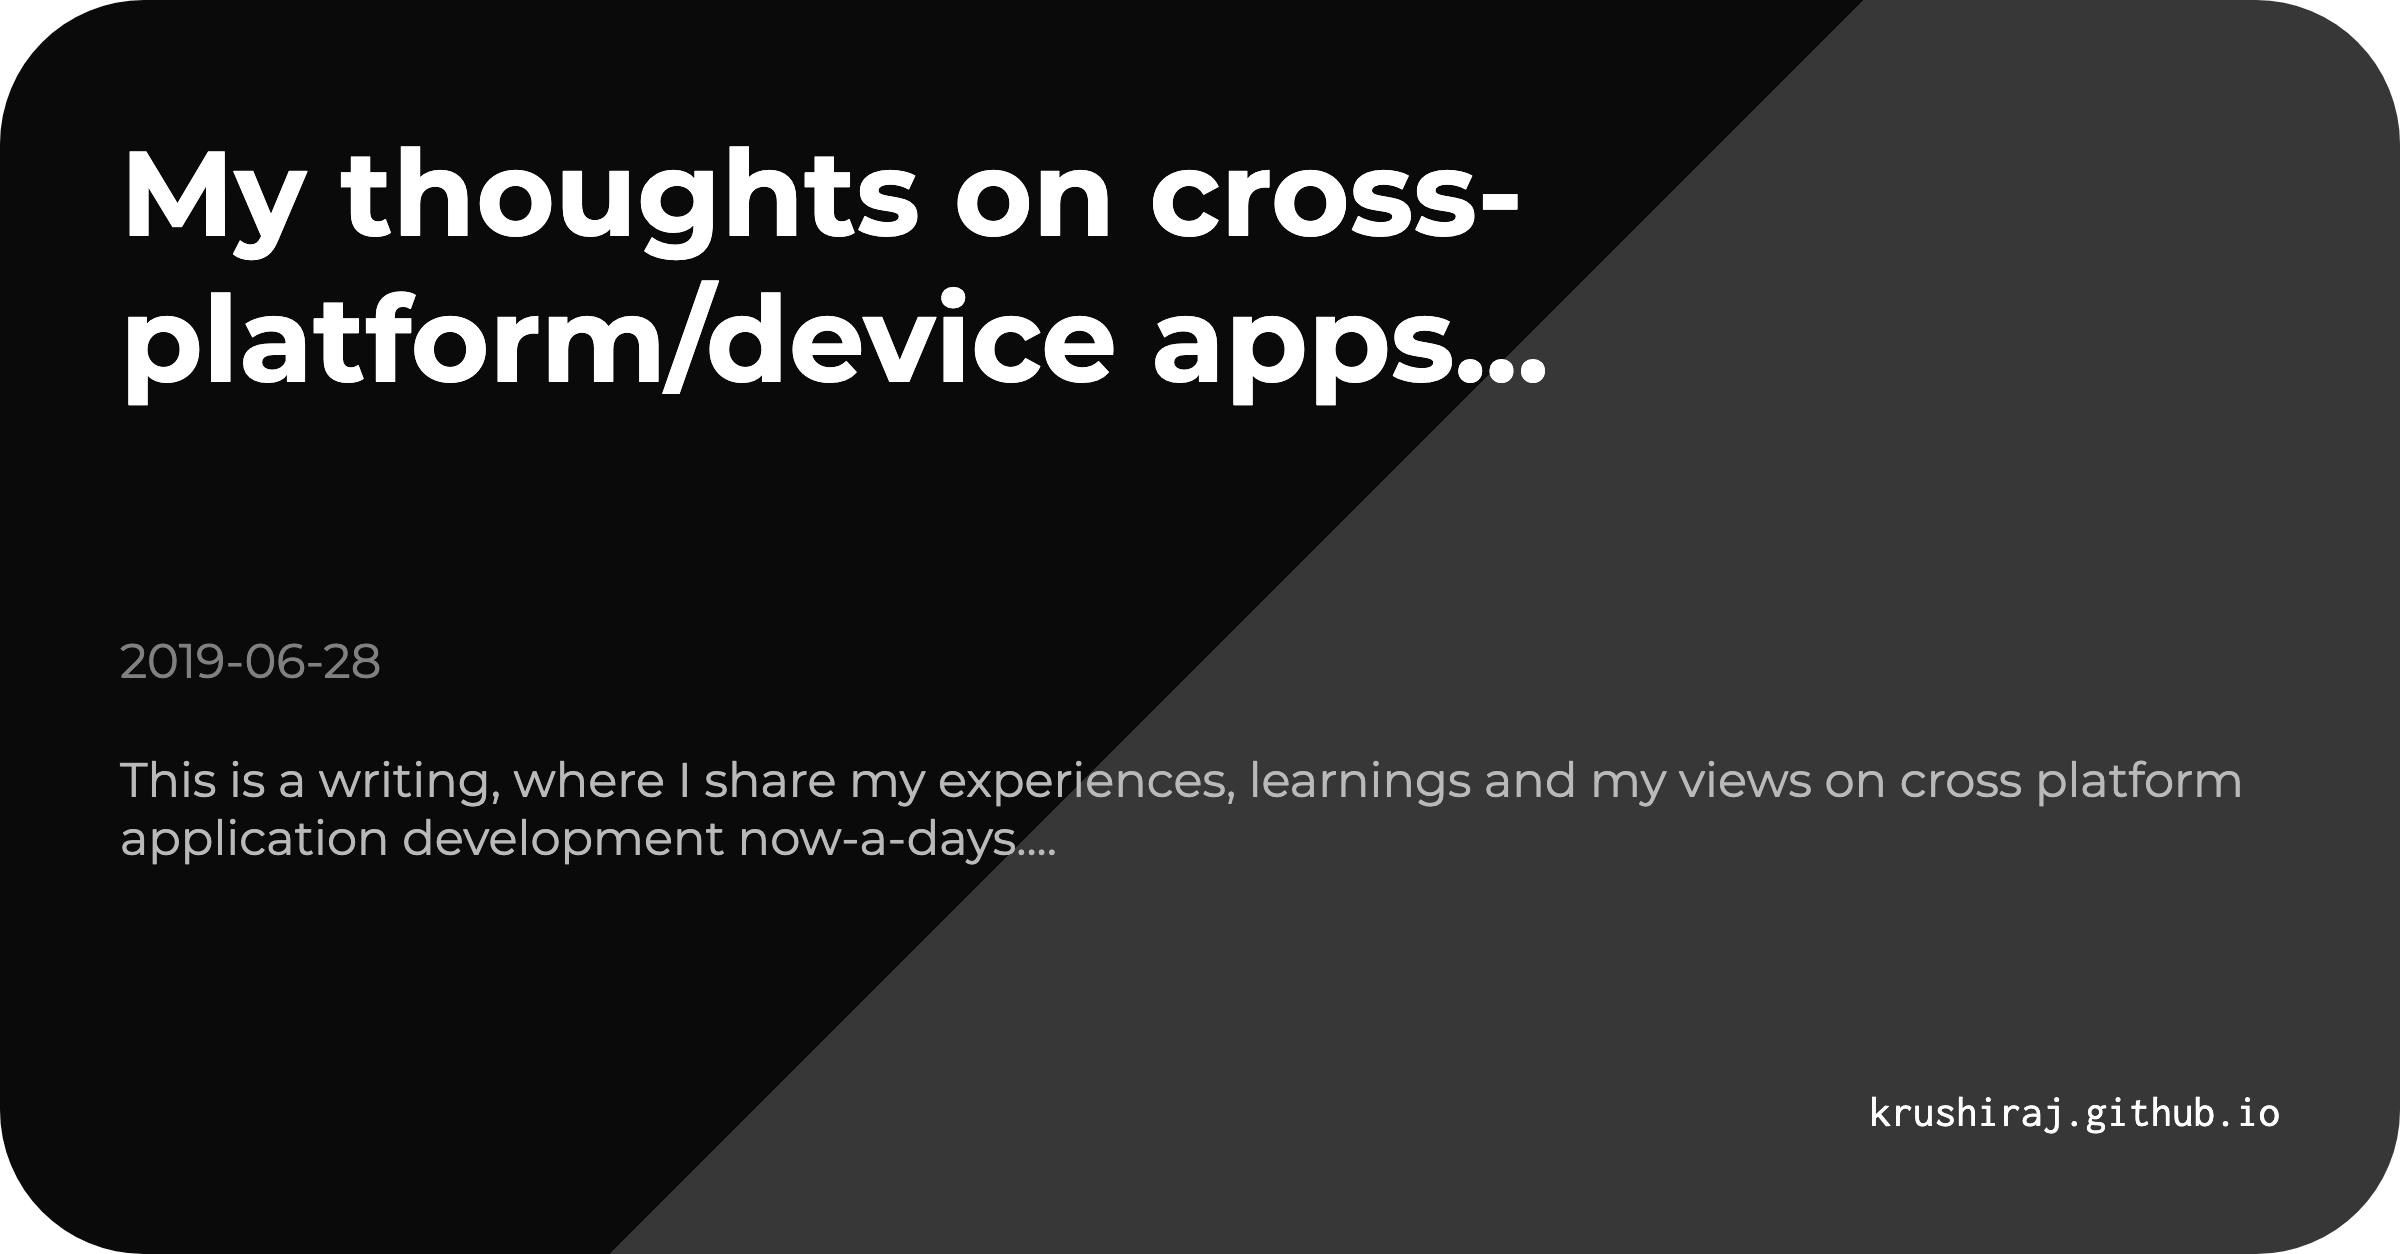 My thoughts on cross-
platform/device apps...
2019-06-28
This is a writing, where I share my experiences, learnings and my views on cross platform
application development now-a-days....
krushiraj.github.io